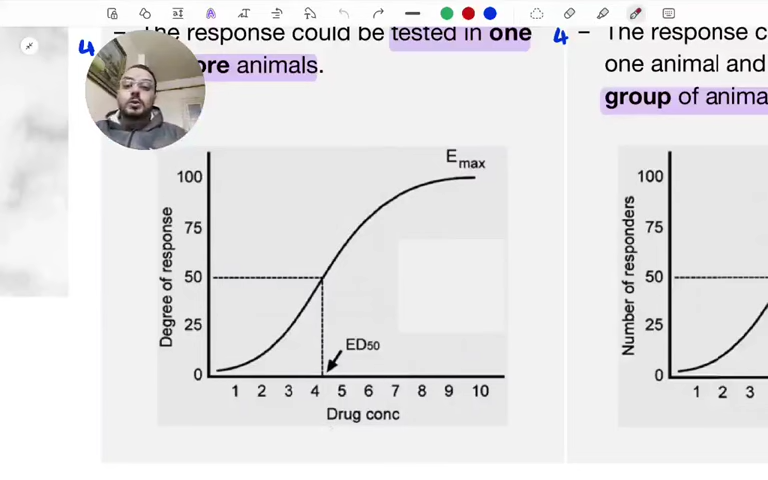 4 – The response could be tested in one
ore animals.
4 – The response c
one animal and
group of anima
E max
100
75
50
25
0
Degree of response
ED50
1 2 3 4 5 6 7 8 9 10
Drug conc
100
75
50
25
0
Number of responders
1 2 3